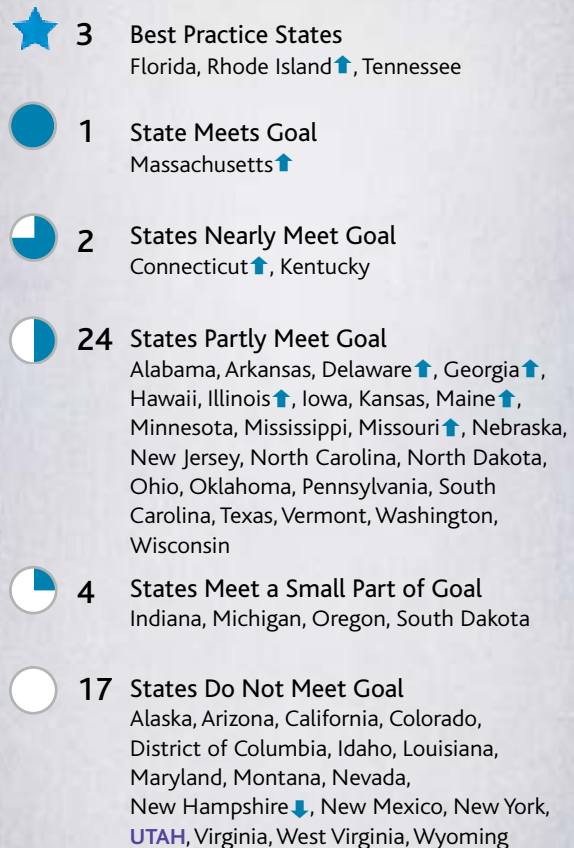 3 Best Practice States
Florida, Rhode Island⬆, Tennessee
1 State Meets Goal
Massachusetts⬆
2 States Nearly Meet Goal
Connecticut⬆, Kentucky
24 States Partly Meet Goal
Alabama, Arkansas, Delaware⬆, Georgia⬆,
Hawaii, Illinois⬆, Iowa, Kansas, Maine⬆,
Minnesota, Mississippi, Missouri⬆, Nebraska,
New Jersey, North Carolina, North Dakota,
Ohio, Oklahoma, Pennsylvania, South
Carolina, Texas, Vermont, Washington,
Wisconsin
4 States Meet a Small Part of Goal
Indiana, Michigan, Oregon, South Dakota
17 States Do Not Meet Goal
Alaska, Arizona, California, Colorado,
District of Columbia, Idaho, Louisiana,
Maryland, Montana, Nevada,
New Hampshire⬇, New Mexico, New York,
UTAH, Virginia, West Virginia, Wyoming